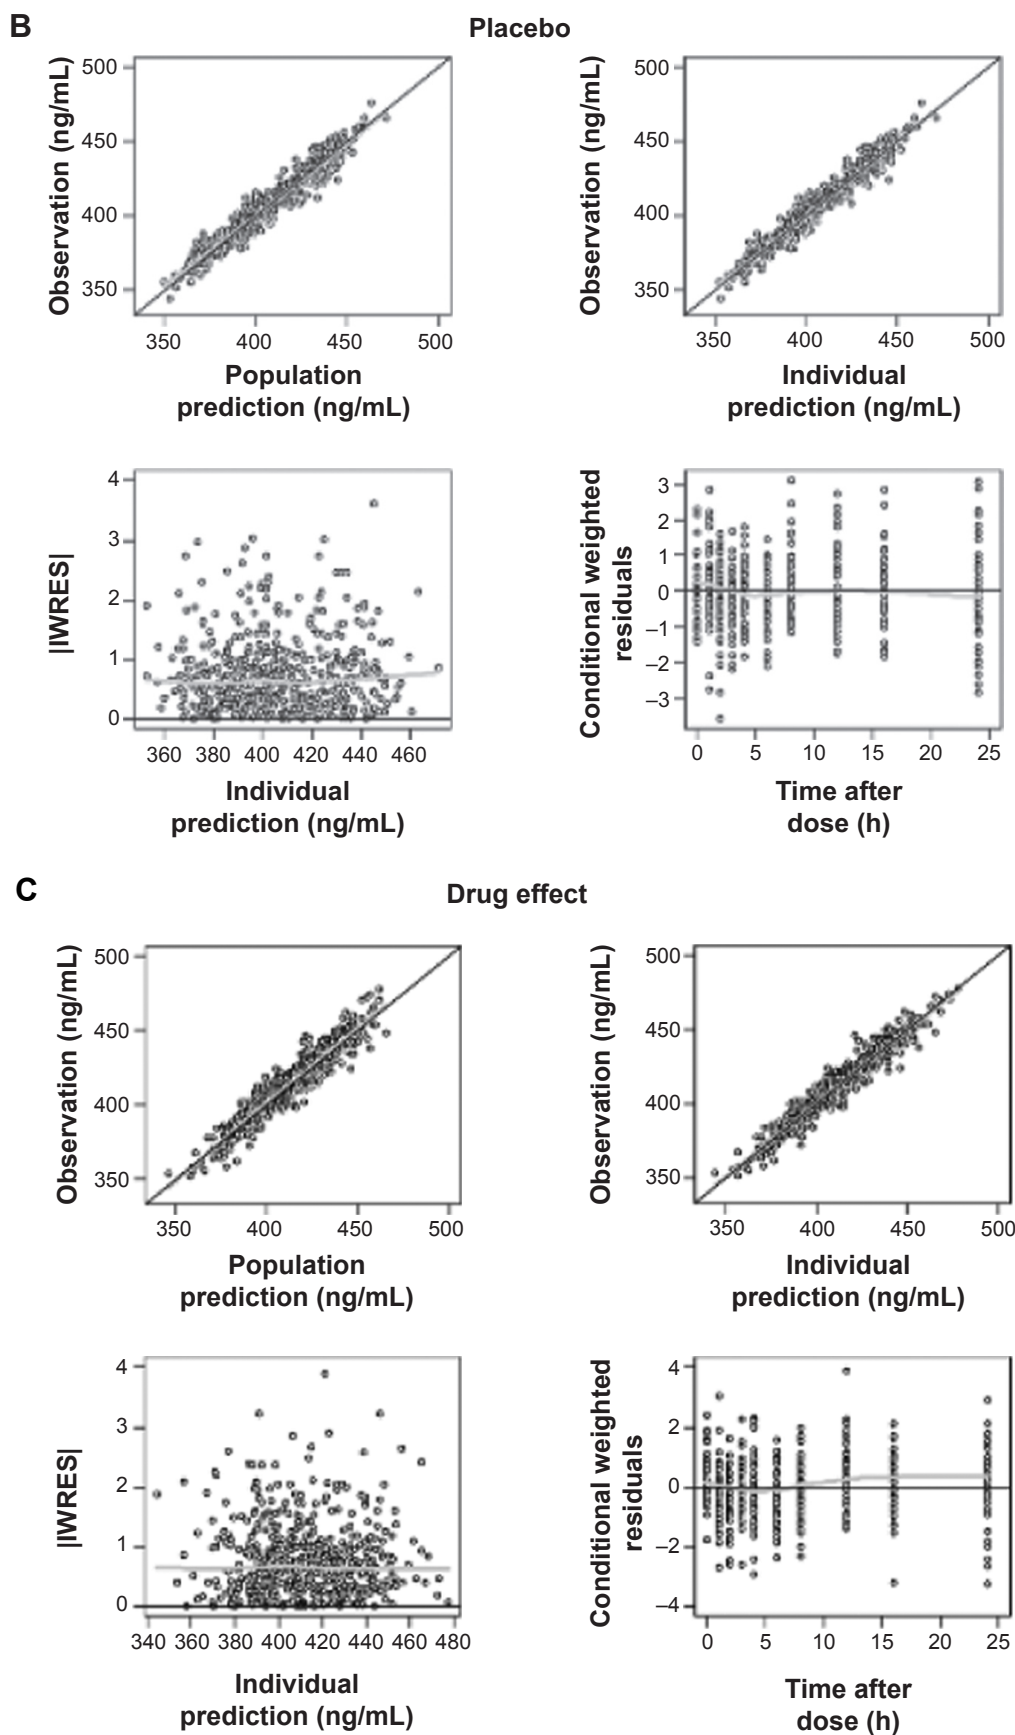 B
Placebo
Observation (ng/mL)
500
450
400
350
350 400 450 500
Population
prediction (ng/mL)
Observation (ng/mL)
500
450
400
350
350 400 450 500
Individual
prediction (ng/mL)
|IWRES|
4
3
2
1
0
360 380 400 420 440 460
Individual
prediction (ng/mL)
Conditional weighted
residuals
3
2
1
0
–1
–2
–3
0 5 10 15 20 25
Time after
dose (h)
C
Drug effect
Observation (ng/mL)
500
450
400
350
350 400 450 500
Population
prediction (ng/mL)
Observation (ng/mL)
500
450
400
350
350 400 450 500
Individual
prediction (ng/mL)
|IWRES|
4
3
2
1
0
340 360 380 400 420 440 460 480
Individual
prediction (ng/mL)
Conditional weighted
residuals
4
2
0
–2
–4
0 5 10 15 20 25
Time after
dose (h)